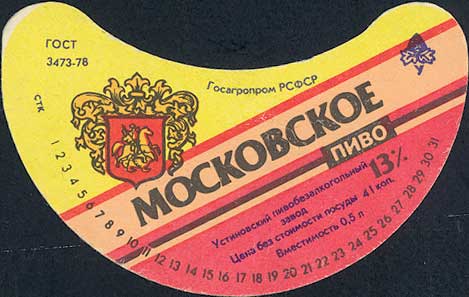 ГОСТ
3473-78
Госагропром РСФСР
СТК
МОСКОВСКОЕ
ПИВО
13%
Устиновский пивобезалкогольный
завод
Цена без стоимости посуды 41 коп.
Вместимость 0,5 л
1 2 3 4 5 6 7 8 9 10 11 12 13 14 15 16 17 18 19 20 21 22 23 24 25 26 27 28 29 30 31